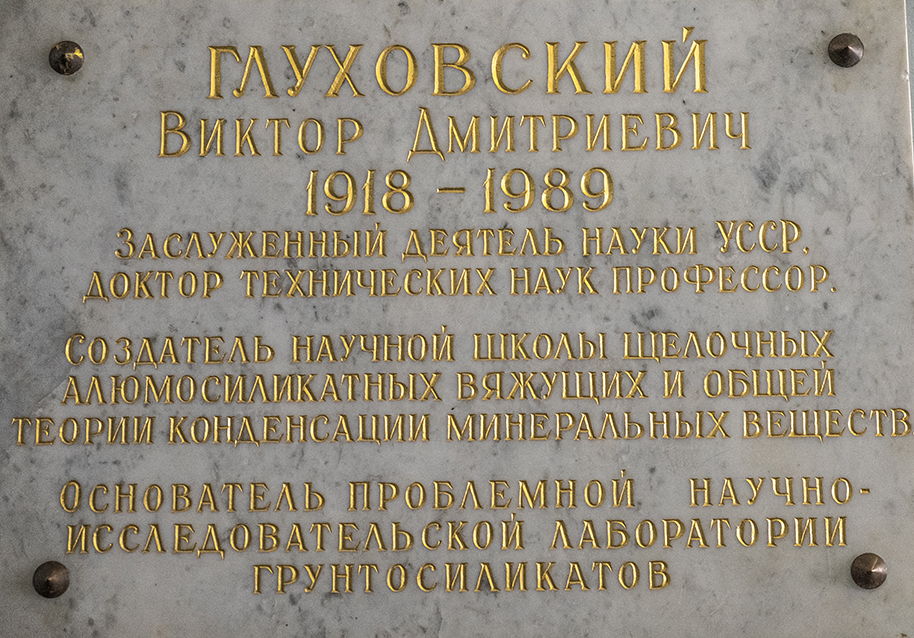 ГЛУХОВСКИЙ
ВИКТОР ДМИТРИЕВИЧ
1918 – 1989
ЗАСЛУЖЕННЫЙ ДЕЯТЕЛЬ НАУКИ УССР,
ДОКТОР ТЕХНИЧЕСКИХ НАУК ПРОФЕССОР.
СОЗДАТЕЛЬ НАУЧНОЙ ШКОЛЫ ЩЕЛОЧНЫХ
АЛЮМОСИЛИКАТНЫХ ВЯЖУЩИХ И ОБЩЕЙ
ТЕОРИИ КОНДЕНСАЦИИ МИНЕРАЛЬНЫХ ВЕЩЕСТВ
ОСНОВАТЕЛЬ ПРОБЛЕМНОЙ НАУЧНО-
ИССЛЕДОВАТЕЛЬСКОЙ ЛАБОРАТОРИИ
ГРУНТОСИЛИКАТОВ